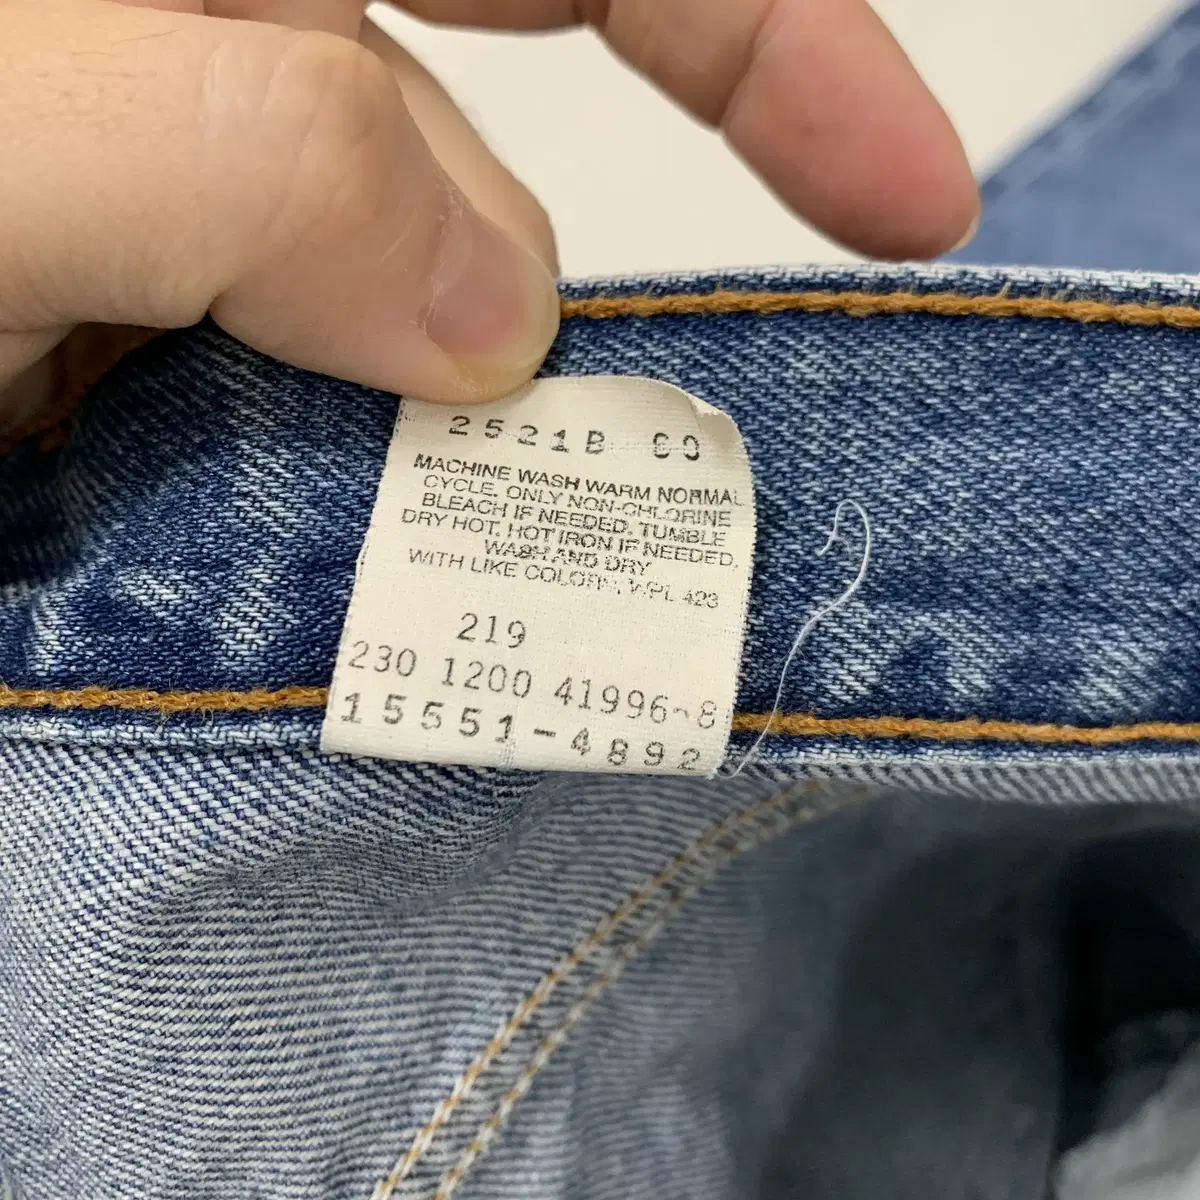 2521B 80
MACHINE WASH WARM NORMAL
CYCLE. ONLY NON-CHLORINE
BLEACH IF NEEDED. TUMBLE
DRY HOT. HOT IRON IF NEEDED.
WASH AND DRY
WITH LIKE COLORS. WPL 423
219
230 1200 41996-8
15551-4892